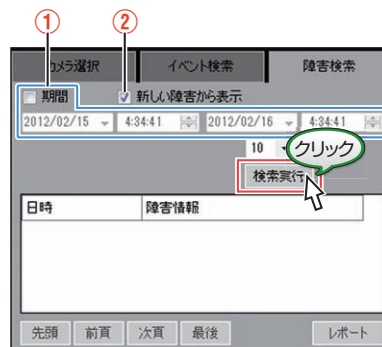 ① ②
カメラ選択 イベント検索 障害検索
期間 新しい障害から表示
2012/02/15 4:34:41 2012/02/16 4:34:41
10
クリック
検索実行
日時 障害情報
先頭 前頁 次頁 最後 レポート